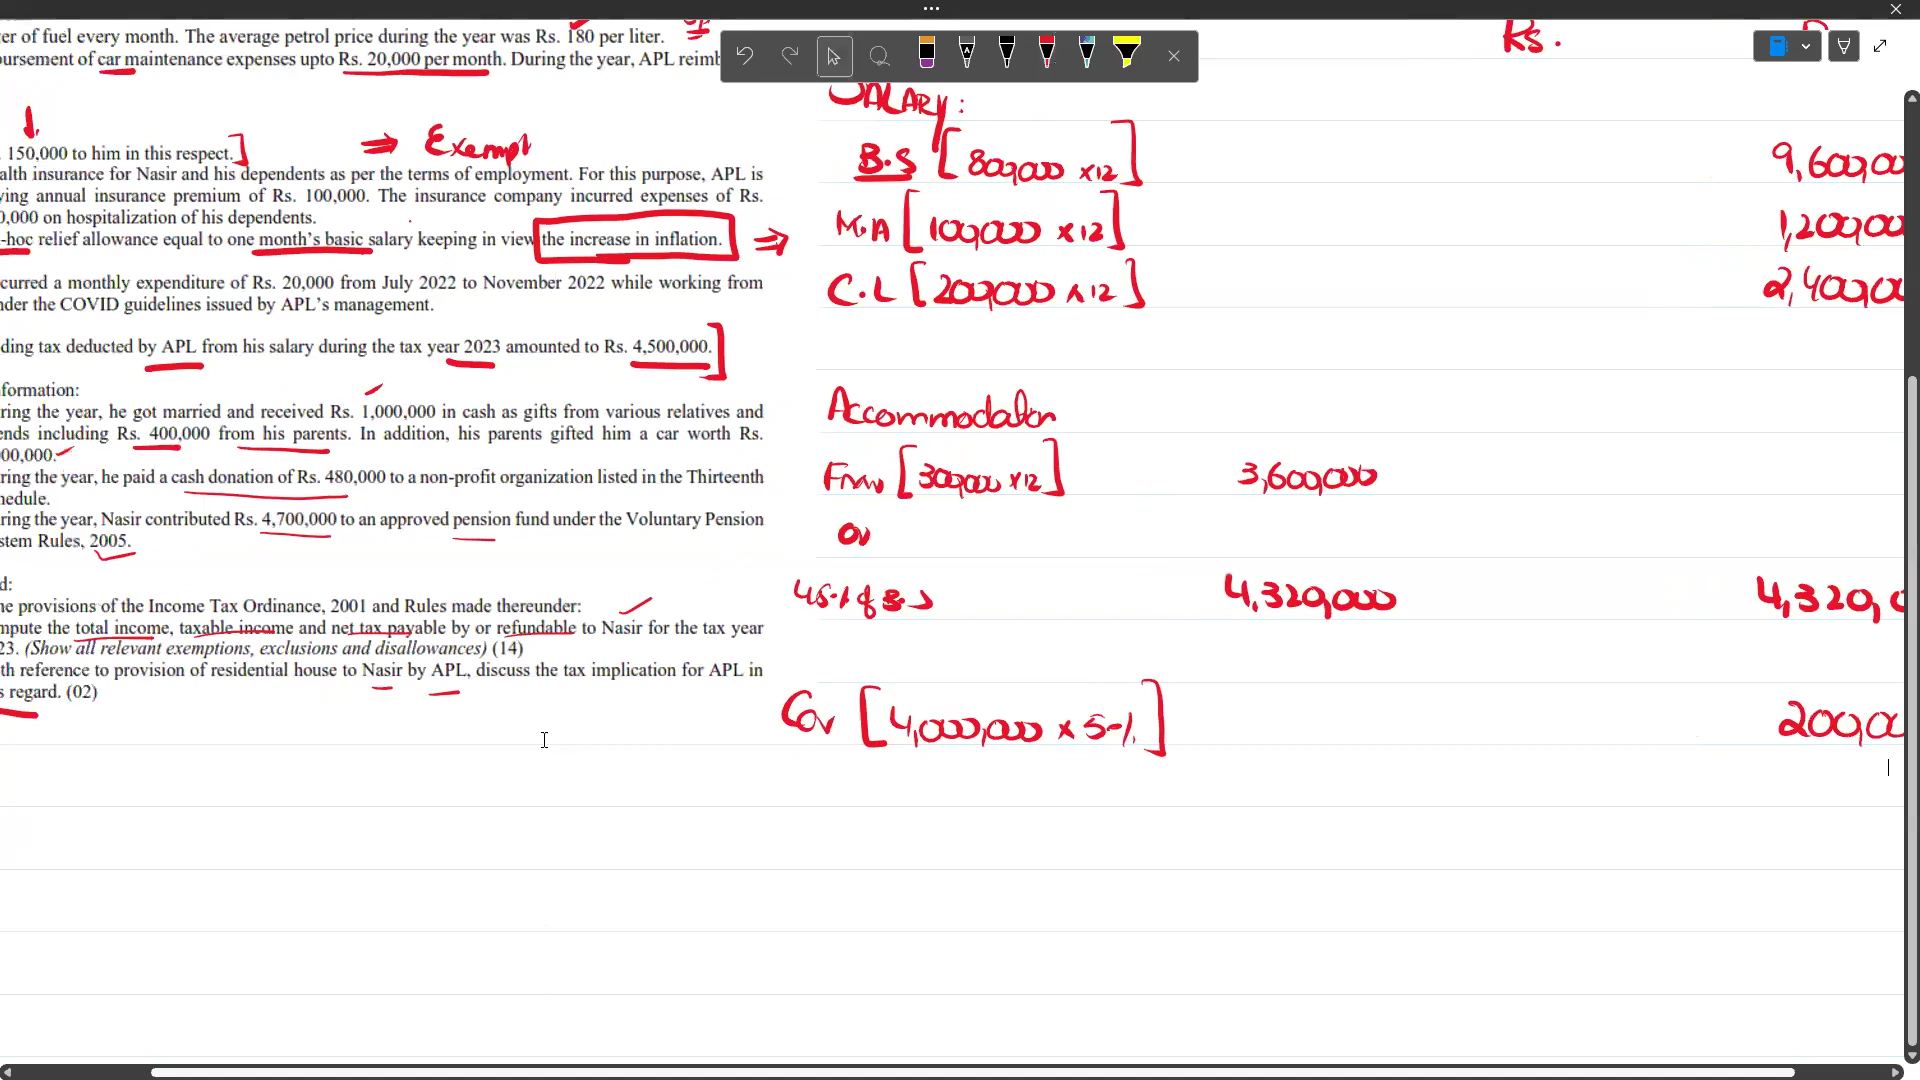 er of fuel every month. The average petrol price during the year was Rs. 180 per liter.
ursement of car maintenance expenses upto Rs. 20,000 per month. During the year, APL reimb
150,000 to him in this respect.
⇒ Exempt
alth insurance for Nasir and his dependents as per the terms of employment. For this purpose, APL is
ying annual insurance premium of Rs. 100,000. The insurance company incurred expenses of Rs.
0,000 on hospitalization of his dependents.
-hoc relief allowance equal to one month's basic salary keeping in view the increase in inflation. ⇒
curred a monthly expenditure of Rs. 20,000 from July 2022 to November 2022 while working from
nder the COVID guidelines issued by APL's management.
ding tax deducted by APL from his salary during the tax year 2023 amounted to Rs. 4,500,000.
nformation:
ring the year, he got married and received Rs. 1,000,000 in cash as gifts from various relatives and
ends including Rs. 400,000 from his parents. In addition, his parents gifted him a car worth Rs.
00,000.
ring the year, he paid a cash donation of Rs. 480,000 to a non-profit organization listed in the Thirteenth
hedule.
ring the year, Nasir contributed Rs. 4,700,000 to an approved pension fund under the Voluntary Pension
stem Rules, 2005.
d:
ne provisions of the Income Tax Ordinance, 2001 and Rules made thereunder:
mpute the total income, taxable income and net tax payable by or refundable to Nasir for the tax year
23. (Show all relevant exemptions, exclusions and disallowances) (14)
th reference to provision of residential house to Nasir by APL, discuss the tax implication for APL in
s regard. (02)
Rs.
SALARY:
B.S [800,000 x12] 9,600,00
M.A [100,000 x12] 1,200,00
C.L [200,000 x12] 2,400,0
Accommodation
[300,000 x12] 3,600,000
Or
45% of B.S 4,320,000 4,320,0
Car [4,000,000 x 5%] 200,00